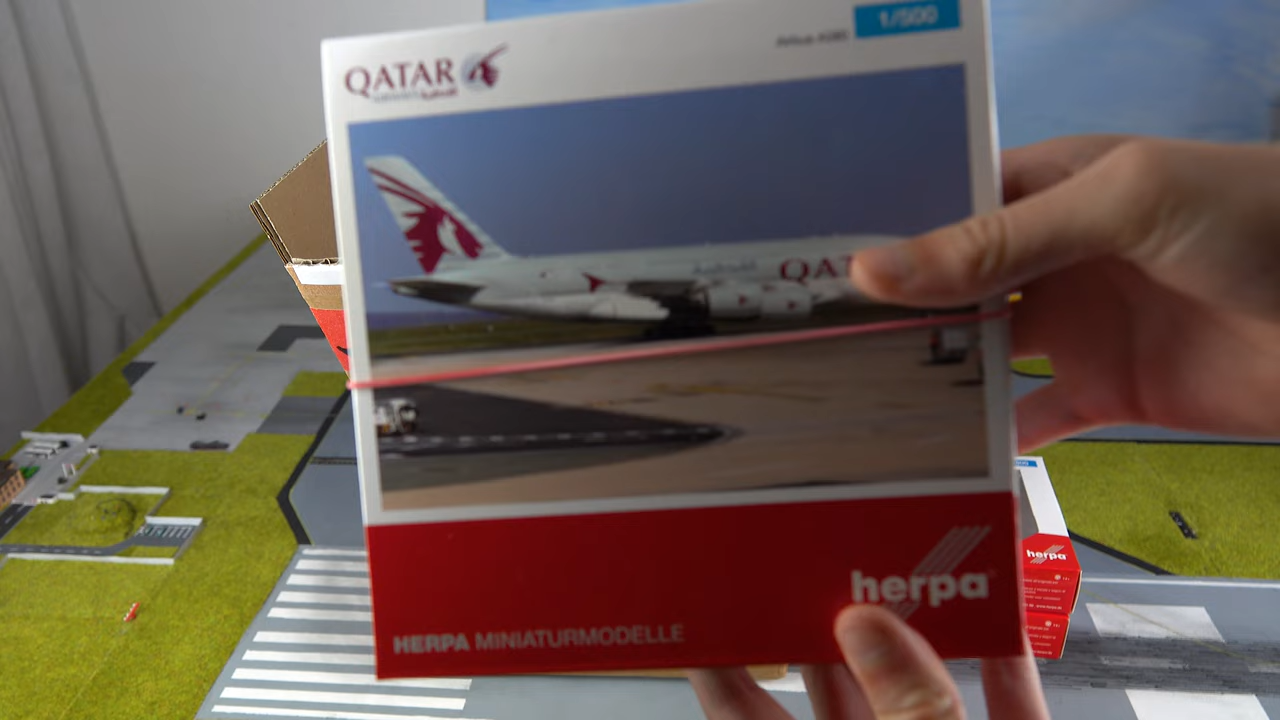 QATAR
Airbus A380
1/500
QAT
herpa
HERPA MINIATURMODELLE
herpa